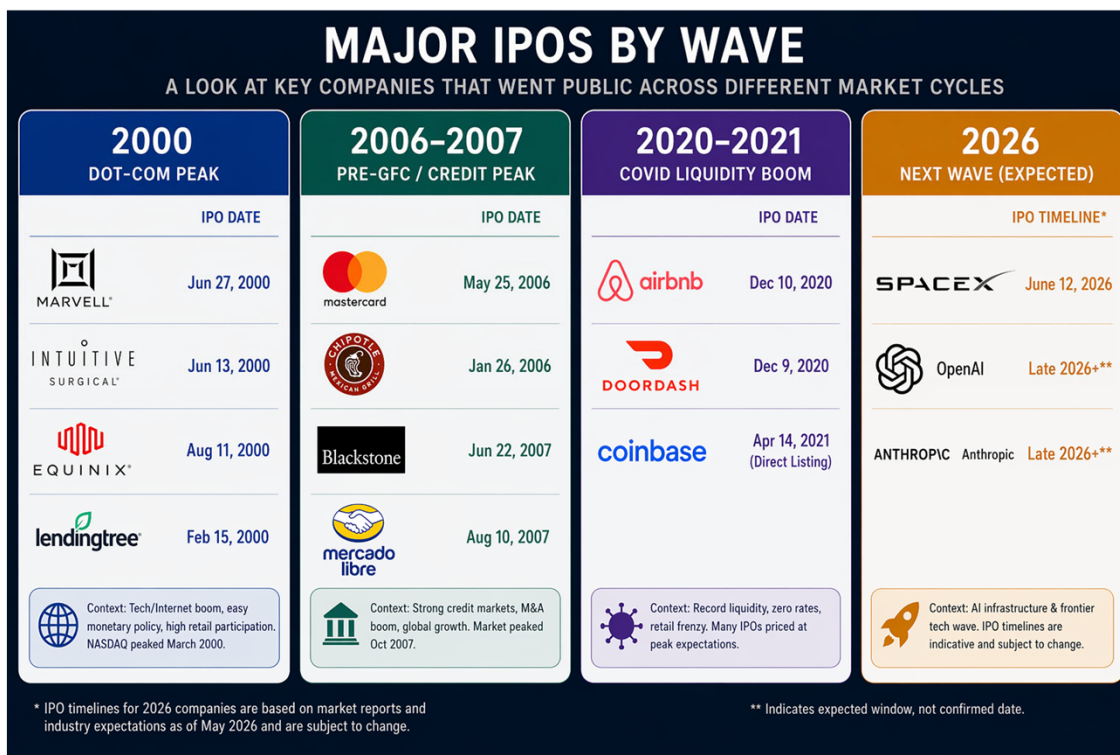 MAJOR IPOS BY WAVE
A LOOK AT KEY COMPANIES THAT WENT PUBLIC ACROSS DIFFERENT MARKET CYCLES
2000
DOT-COM PEAK
IPO DATE
MARVELL®
Jun 27, 2000
INTUITIVE
SURGICAL®
Jun 13, 2000
EQUINIX®
Aug 11, 2000
lendingtree®
Feb 15, 2000
Context: Tech/Internet boom, easy
monetary policy, high retail participation.
NASDAQ peaked March 2000.
2006–2007
PRE-GFC / CREDIT PEAK
IPO DATE
mastercard
May 25, 2006
CHIPOTLE
MEXICAN GRILL
Jan 26, 2006
Blackstone
Jun 22, 2007
mercado
libre
Aug 10, 2007
Context: Strong credit markets, M&A
boom, global growth. Market peaked
Oct 2007.
2020–2021
COVID LIQUIDITY BOOM
IPO DATE
airbnb
Dec 10, 2020
DOORDASH
Dec 9, 2020
coinbase
Apr 14, 2021
(Direct Listing)
Context: Record liquidity, zero rates,
retail frenzy. Many IPOs priced at
peak expectations.
2026
NEXT WAVE (EXPECTED)
IPO TIMELINE*
SPACEX
June 12, 2026
OpenAI
Late 2026+**
ANTHROP\C Anthropic
Late 2026+**
Context: AI infrastructure & frontier
tech wave. IPO timelines are
indicative and subject to change.
* IPO timelines for 2026 companies are based on market reports and
industry expectations as of May 2026 and are subject to change.
** Indicates expected window, not confirmed date.